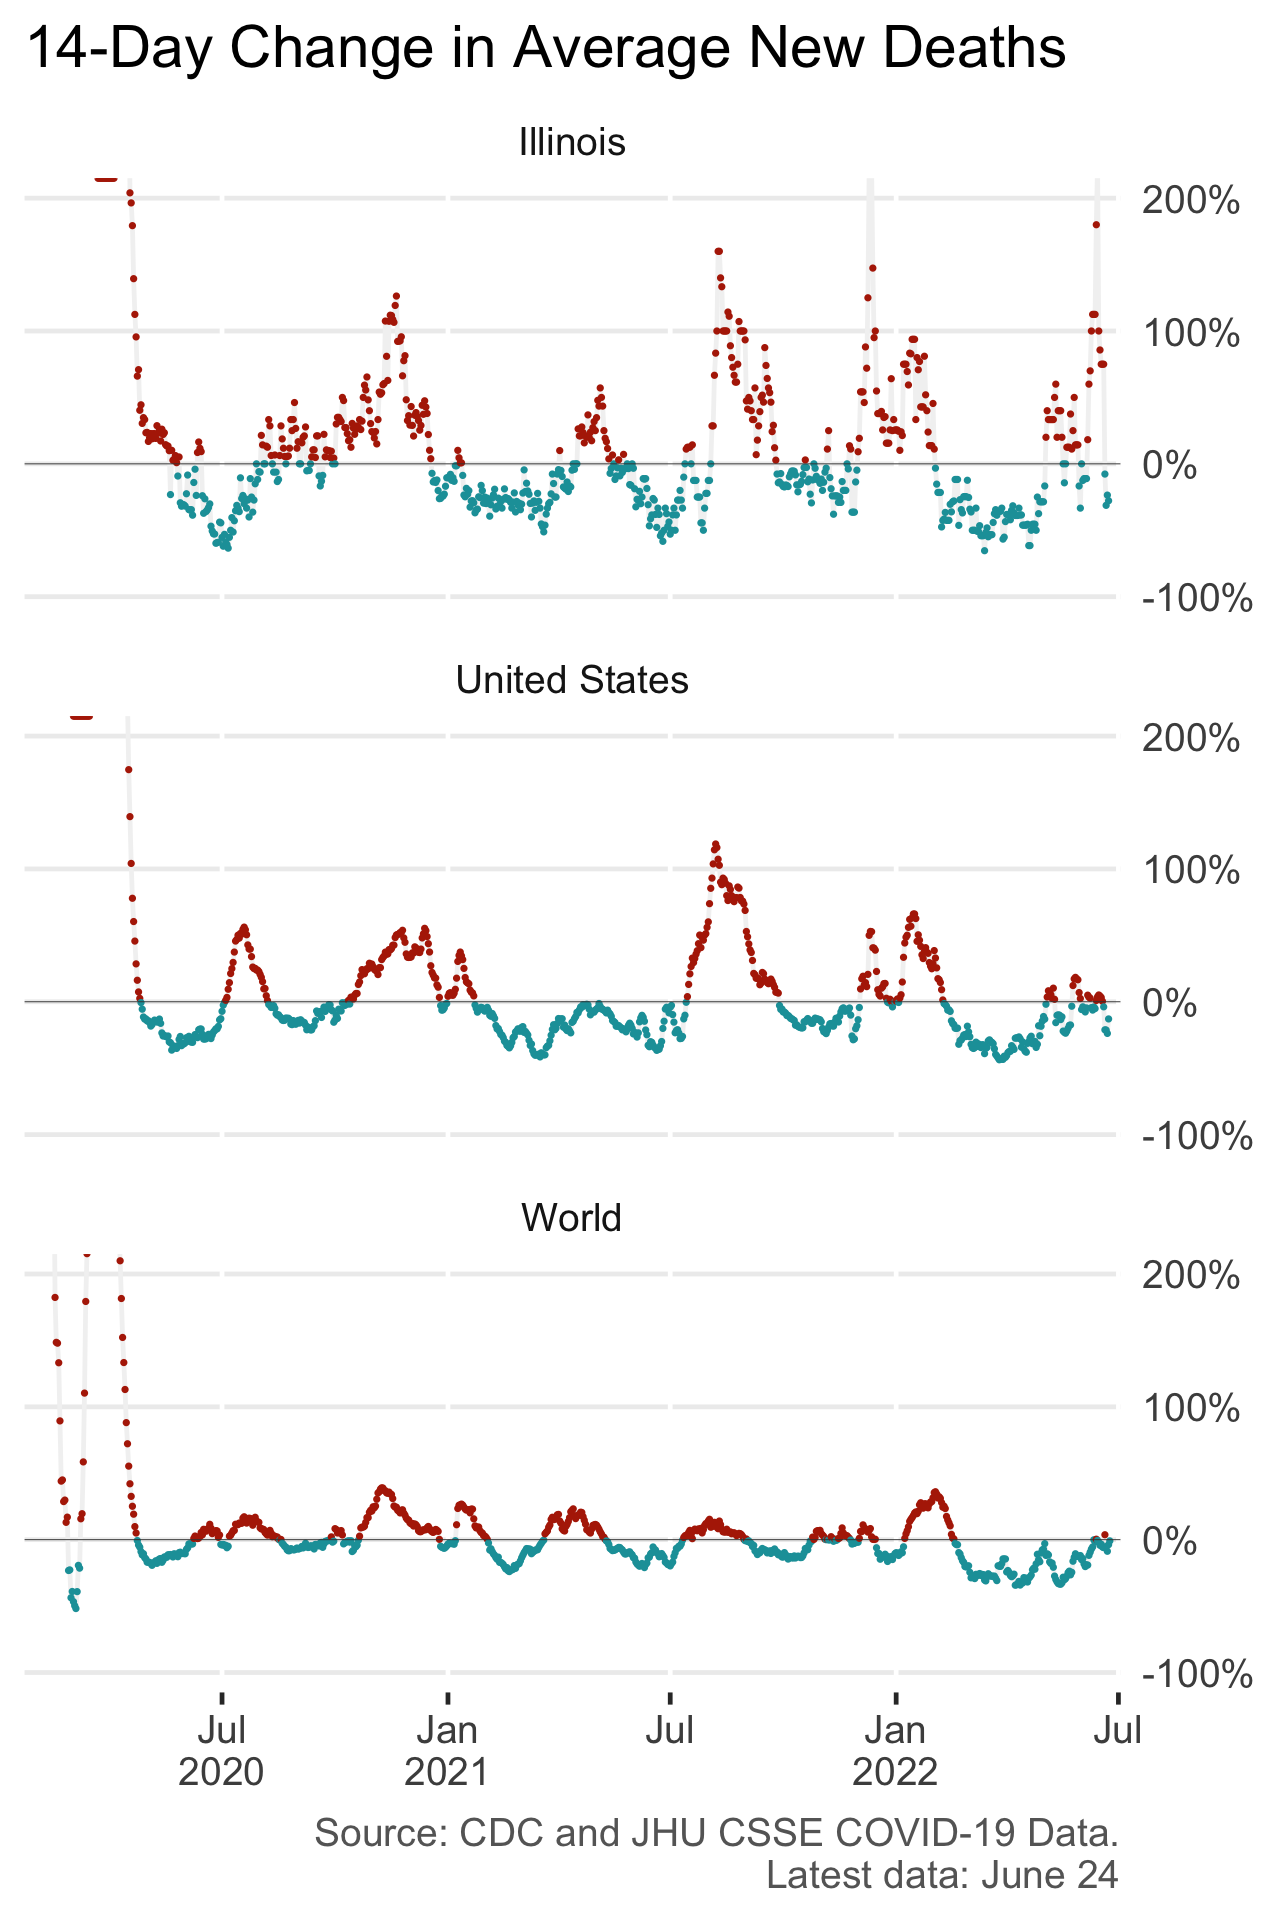 14-Day Change in Average New Deaths
Illinois
200%
100%
0%
-100%
United States
200%
100%
0%
-100%
World
200%
100%
0%
-100%
Jul Jan Jul Jan Jul
2020 2021 2022
Source: CDC and JHU CSSE COVID-19 Data.
Latest data: June 24